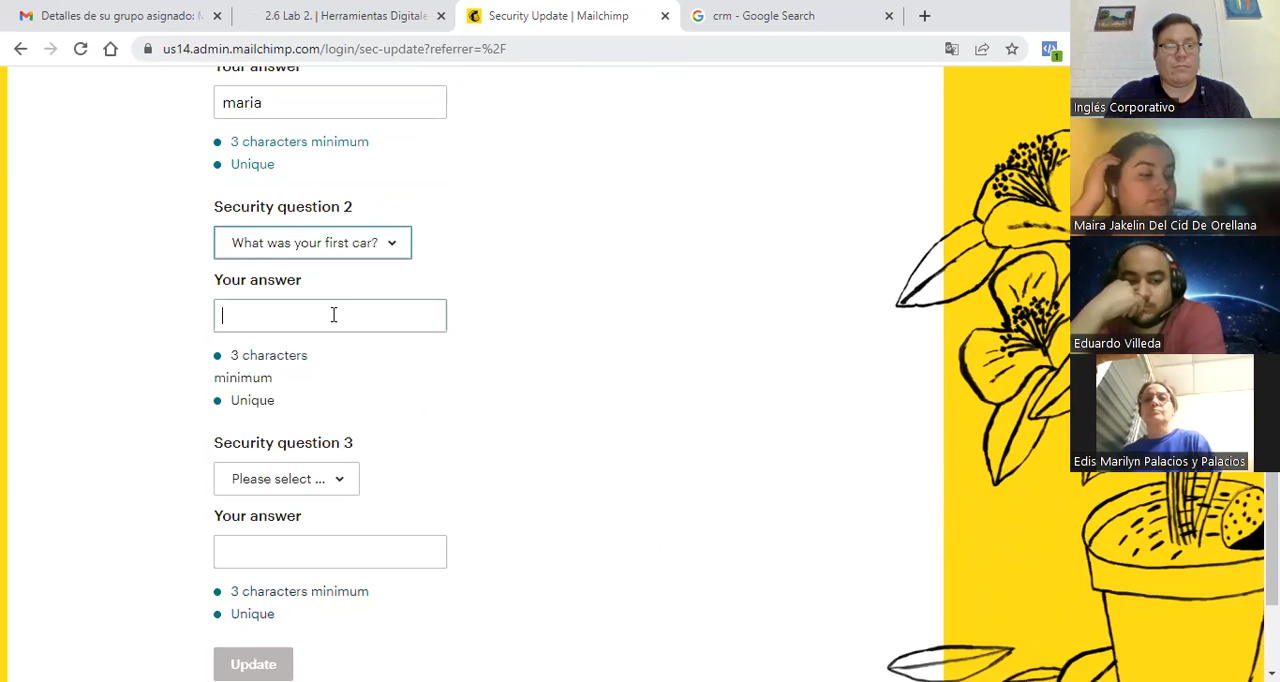 Detalles de su grupo asignado: M
2.6 Lab 2. | Herramientas Digitale
Security Update | Mailchimp
crm - Google Search
us14.admin.mailchimp.com/login/sec-update?referrer=%2F
1
Your answer
maria
3 characters minimum
Unique
Security question 2
What was your first car?
Your answer
3 characters
minimum
Unique
Security question 3
Please select ...
Your answer
3 characters minimum
Unique
Update
Inglés Corporativo
Maira Jakelin Del Cid De Orellana
Eduardo Villeda
Edis Marilyn Palacios y Palacios